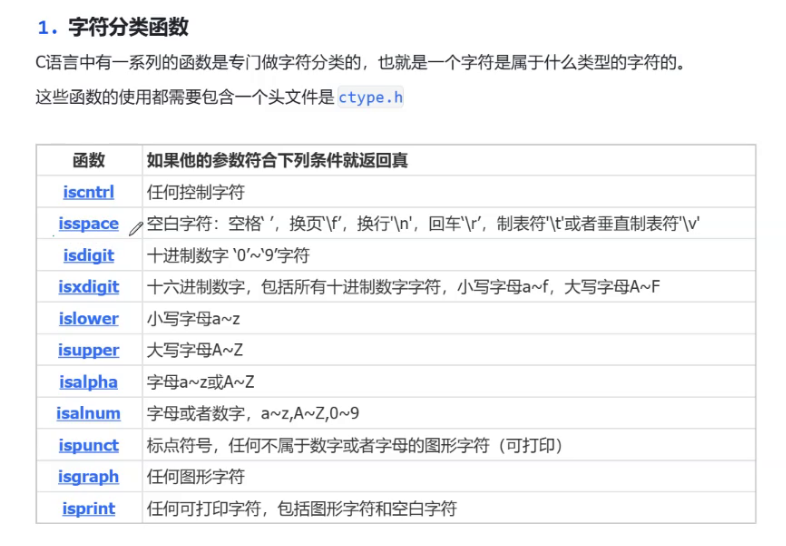 1. 字符分类函数
C语言中有一系列的函数是专门做字符分类的，也就是一个字符是属于什么类型的字符的。
这些函数的使用都需要包含一个头文件是 ctype.h
函数 如果他的参数符合下列条件就返回真
iscntrl 任何控制字符
isspace 空白字符：空格‘ ’，换页‘\f’，换行'\n'，回车‘\r’，制表符'\t'或者垂直制表符'\v'
isdigit 十进制数字 ‘0’~‘9’字符
isxdigit 十六进制数字，包括所有十进制数字字符，小写字母a~f，大写字母A~F
islower 小写字母a~z
isupper 大写字母A~Z
isalpha 字母a~z或A~Z
isalnum 字母或者数字，a~z,A~Z,0~9
ispunct 标点符号，任何不属于数字或者字母的图形字符（可打印）
isgraph 任何图形字符
isprint 任何可打印字符，包括图形字符和空白字符